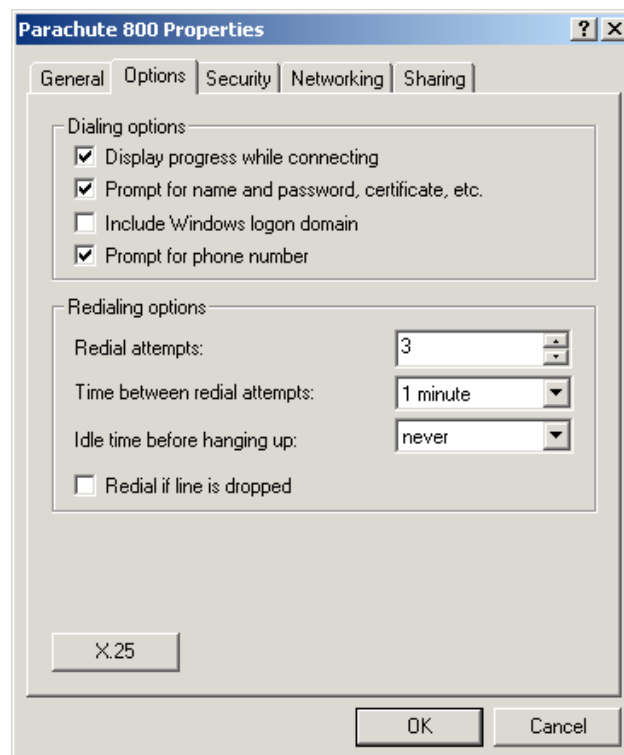 Parachute 800 Properties
General Options Security Networking Sharing
Dialing options
Display progress while connecting
Prompt for name and password, certificate, etc.
Include Windows logon domain
Prompt for phone number
Redialing options
Redial attempts: 3
Time between redial attempts: 1 minute
Idle time before hanging up: never
Redial if line is dropped
X.25
OK Cancel